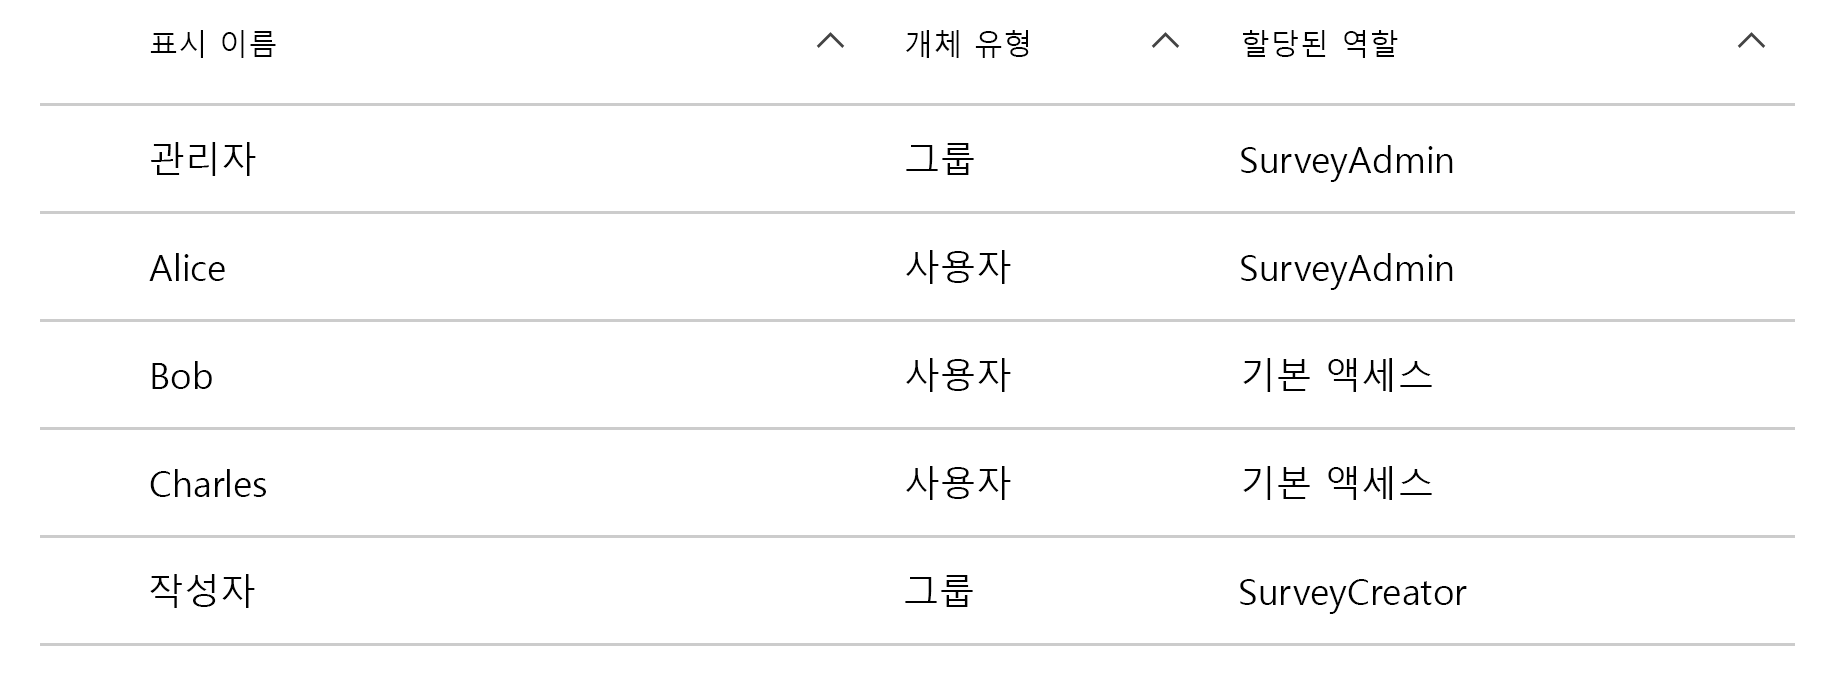 표시 이름 개체 유형 할당된 역할
관리자 그룹 SurveyAdmin
Alice 사용자 SurveyAdmin
Bob 사용자 기본 액세스
Charles 사용자 기본 액세스
작성자 그룹 SurveyCreator